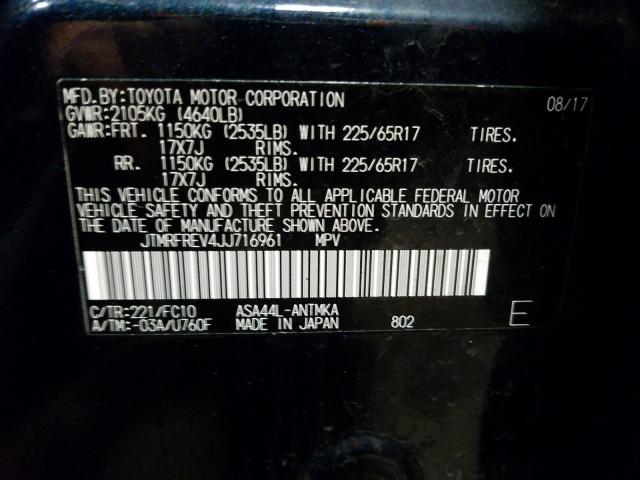 MFD.BY:TOYOTA MOTOR CORPORATION 08/17
GVWR:2105KG (4640LB)
GAWR:FRT. 1150KG (2535LB) WITH 225/65R17 TIRES.
17X7J RIMS.
RR. 1150KG (2535LB) WITH 225/65R17 TIRES.
17X7J RIMS.
THIS VEHICLE CONFORMS TO ALL APPLICABLE FEDERAL MOTOR
VEHICLE SAFETY AND THEFT PREVENTION STANDARDS IN EFFECT ON
THE DATE OF MANUFACTURE SHOWN ABOVE.
JTMRFREV4JJ716961 MPV
C/TR:221/FC10 ASA44L-ANTMKA
A/TM:-03A/U760F MADE IN JAPAN 802 E